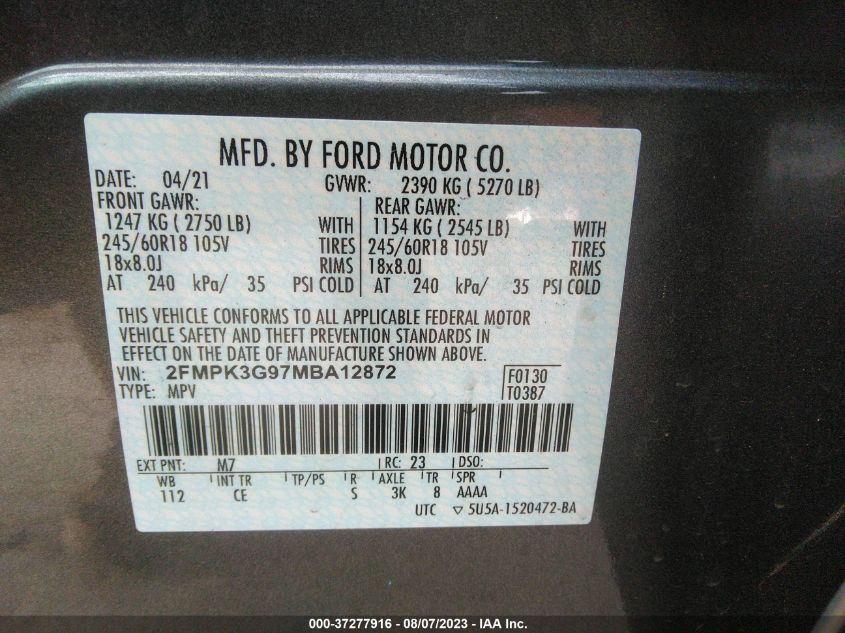 MFD. BY FORD MOTOR CO.
DATE: 04/21 GVWR: 2390 KG ( 5270 LB)
FRONT GAWR: REAR GAWR:
1247 KG ( 2750 LB) WITH 1154 KG ( 2545 LB) WITH
245/60R18 105V TIRES 245/60R18 105V TIRES
18x8.0J RIMS 18x8.0J RIMS
AT 240 kPa/ 35 PSI COLD AT 240 kPa/ 35 PSI COLD
THIS VEHICLE CONFORMS TO ALL APPLICABLE FEDERAL MOTOR
VEHICLE SAFETY AND THEFT PREVENTION STANDARDS IN
EFFECT ON THE DATE OF MANUFACTURE SHOWN ABOVE.
VIN: 2FMPK3G97MBA12872 F0130
TYPE: MPV T0387
EXT PNT: M7 RC: 23 DSO:
WB INT TR TP/PS R AXLE TR SPR
112 CE S 3K 8 AAAA
UTC ▽ 5U5A-1520472-BA
000-37277916 - 08/07/2023 - IAA Inc.